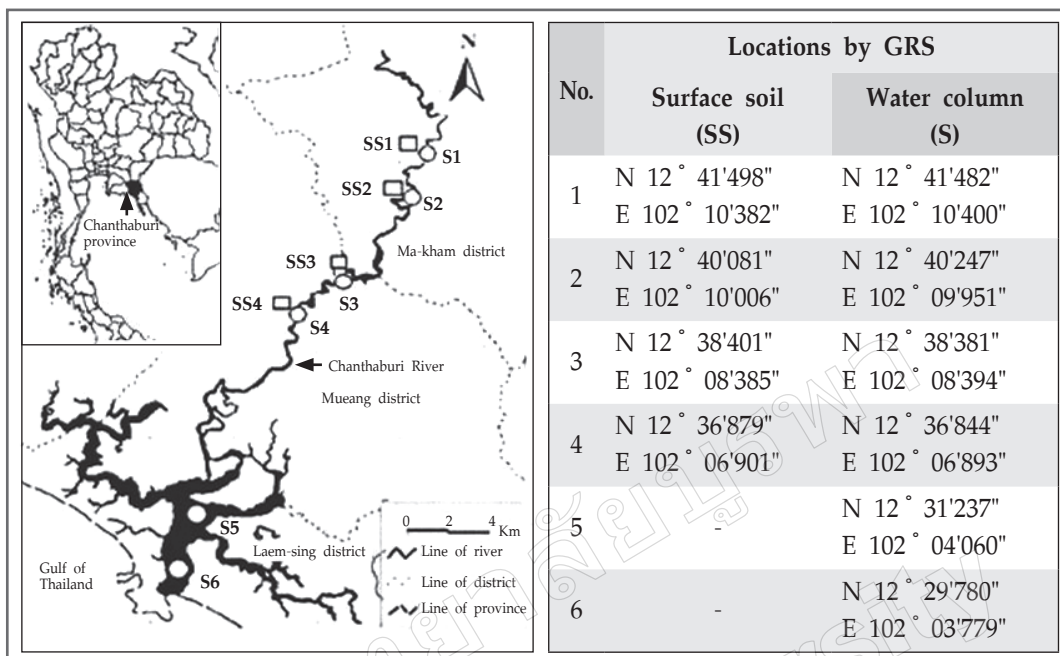 N
SS1
S1
SS2
S2
Chanthaburi
province
Ma-kham district
SS3
S3
SS4
S4
Chanthaburi River
Mueang district
0 2 4
Km
S5
Laem-sing district
Line of river
Gulf of
Thailand
S6
Line of district
Line of province
Locations by GRS
No.
Surface soil
(SS)
Water column
(S)
1
N 12 ° 41'498"
E 102 ° 10'382"
N 12 ° 41'482"
E 102 ° 10'400"
2
N 12 ° 40'081"
E 102 ° 10'006"
N 12 ° 40'247"
E 102 ° 09'951"
3
N 12 ° 38'401"
E 102 ° 08'385"
N 12 ° 38'381"
E 102 ° 08'394"
4
N 12 ° 36'879"
E 102 ° 06'901"
N 12 ° 36'844"
E 102 ° 06'893"
5
-
N 12 ° 31'237"
E 102 ° 04'060"
6
-
N 12 ° 29'780"
E 102 ° 03'779"